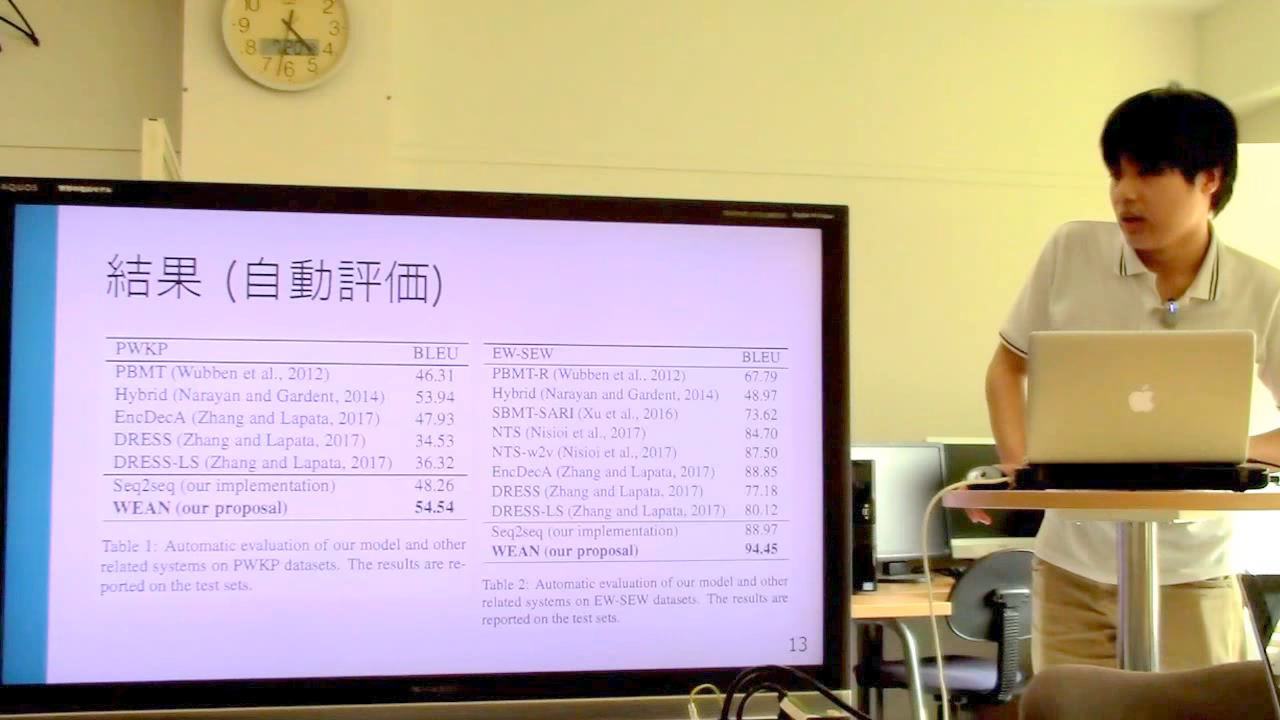 10
2
9
3
8
4
7
6
5
AQUOS
結果 (自動評価)
PWKP BLEU
PBMT (Wubben et al., 2012) 46.31
Hybrid (Narayan and Gardent, 2014) 53.94
EncDecA (Zhang and Lapata, 2017) 47.93
DRESS (Zhang and Lapata, 2017) 34.53
DRESS-LS (Zhang and Lapata, 2017) 36.32
Seq2seq (our implementation) 48.26
WEAN (our proposal) 54.54
Table 1: Automatic evaluation of our model and other
related systems on PWKP datasets. The results are re-
ported on the test sets.
EW-SEW BLEU
PBMT-R (Wubben et al., 2012) 67.79
Hybrid (Narayan and Gardent, 2014) 48.97
SBMT-SARI (Xu et al., 2016) 73.62
NTS (Nisioi et al., 2017) 84.70
NTS-w2v (Nisioi et al., 2017) 87.50
EncDecA (Zhang and Lapata, 2017) 88.85
DRESS (Zhang and Lapata, 2017) 77.18
DRESS-LS (Zhang and Lapata, 2017) 80.12
Seq2seq (our implementation) 88.97
WEAN (our proposal) 94.45
Table 2: Automatic evaluation of our model and other
related systems on EW-SEW datasets. The results are
reported on the test sets.
13